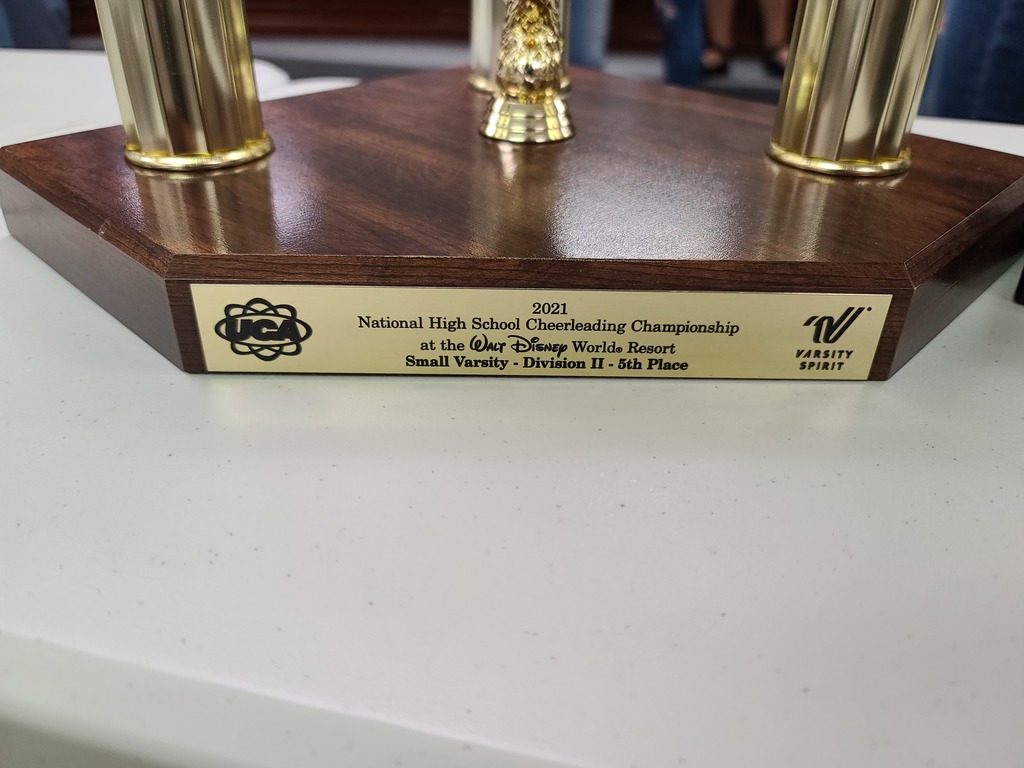 UCA
2021
National High School Cheerleading Championship
at the Walt Disney World® Resort
Small Varsity - Division II - 5th Place
VARSITY
SPIRIT